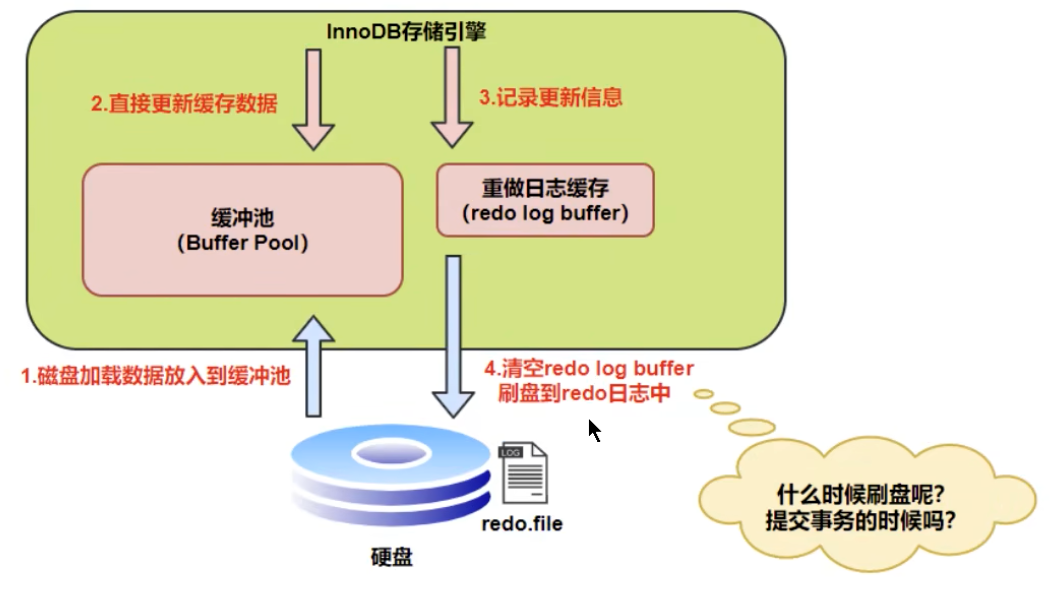 InnoDB存储引擎
2.直接更新缓存数据
3.记录更新信息
缓冲池
（Buffer Pool）
重做日志缓存
（redo log buffer）
1.磁盘加载数据放入到缓冲池
4.清空redo log buffer
刷盘到redo日志中
什么时候刷盘呢？
提交事务的时候吗？
LOG
redo.file
硬盘